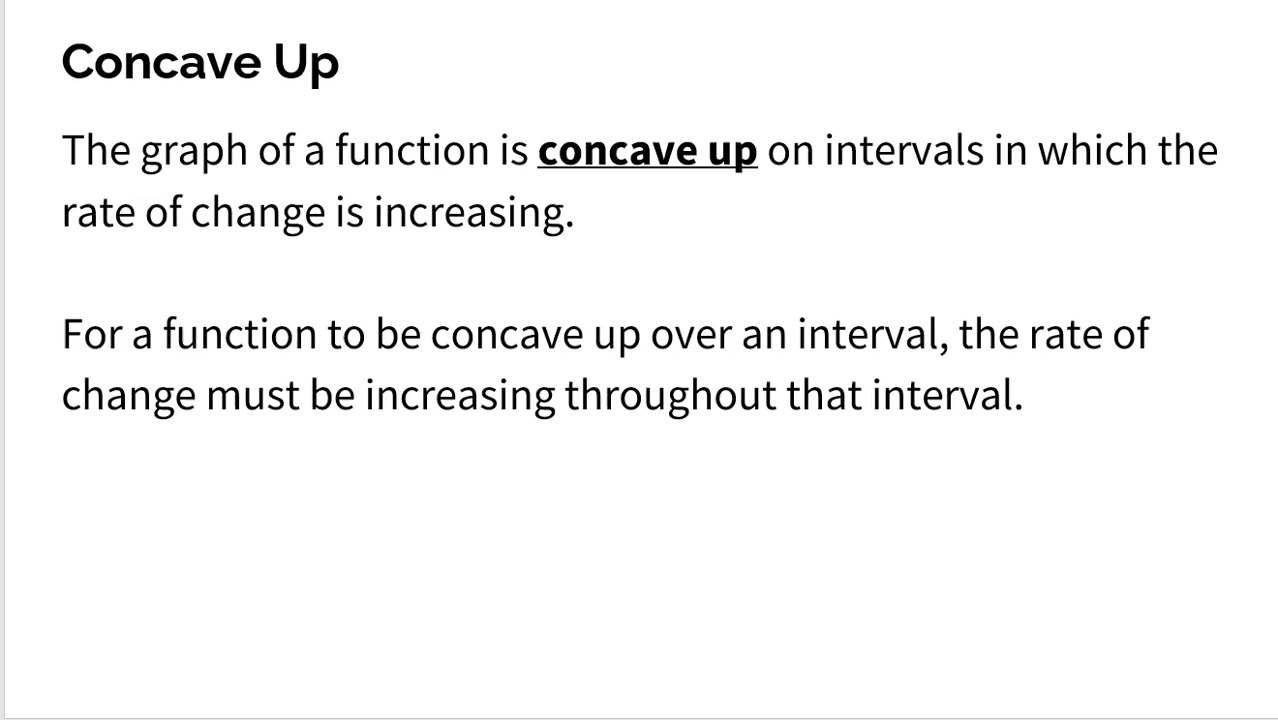 Concave Up
The graph of a function is concave up on intervals in which the
rate of change is increasing.
For a function to be concave up over an interval, the rate of
change must be increasing throughout that interval.